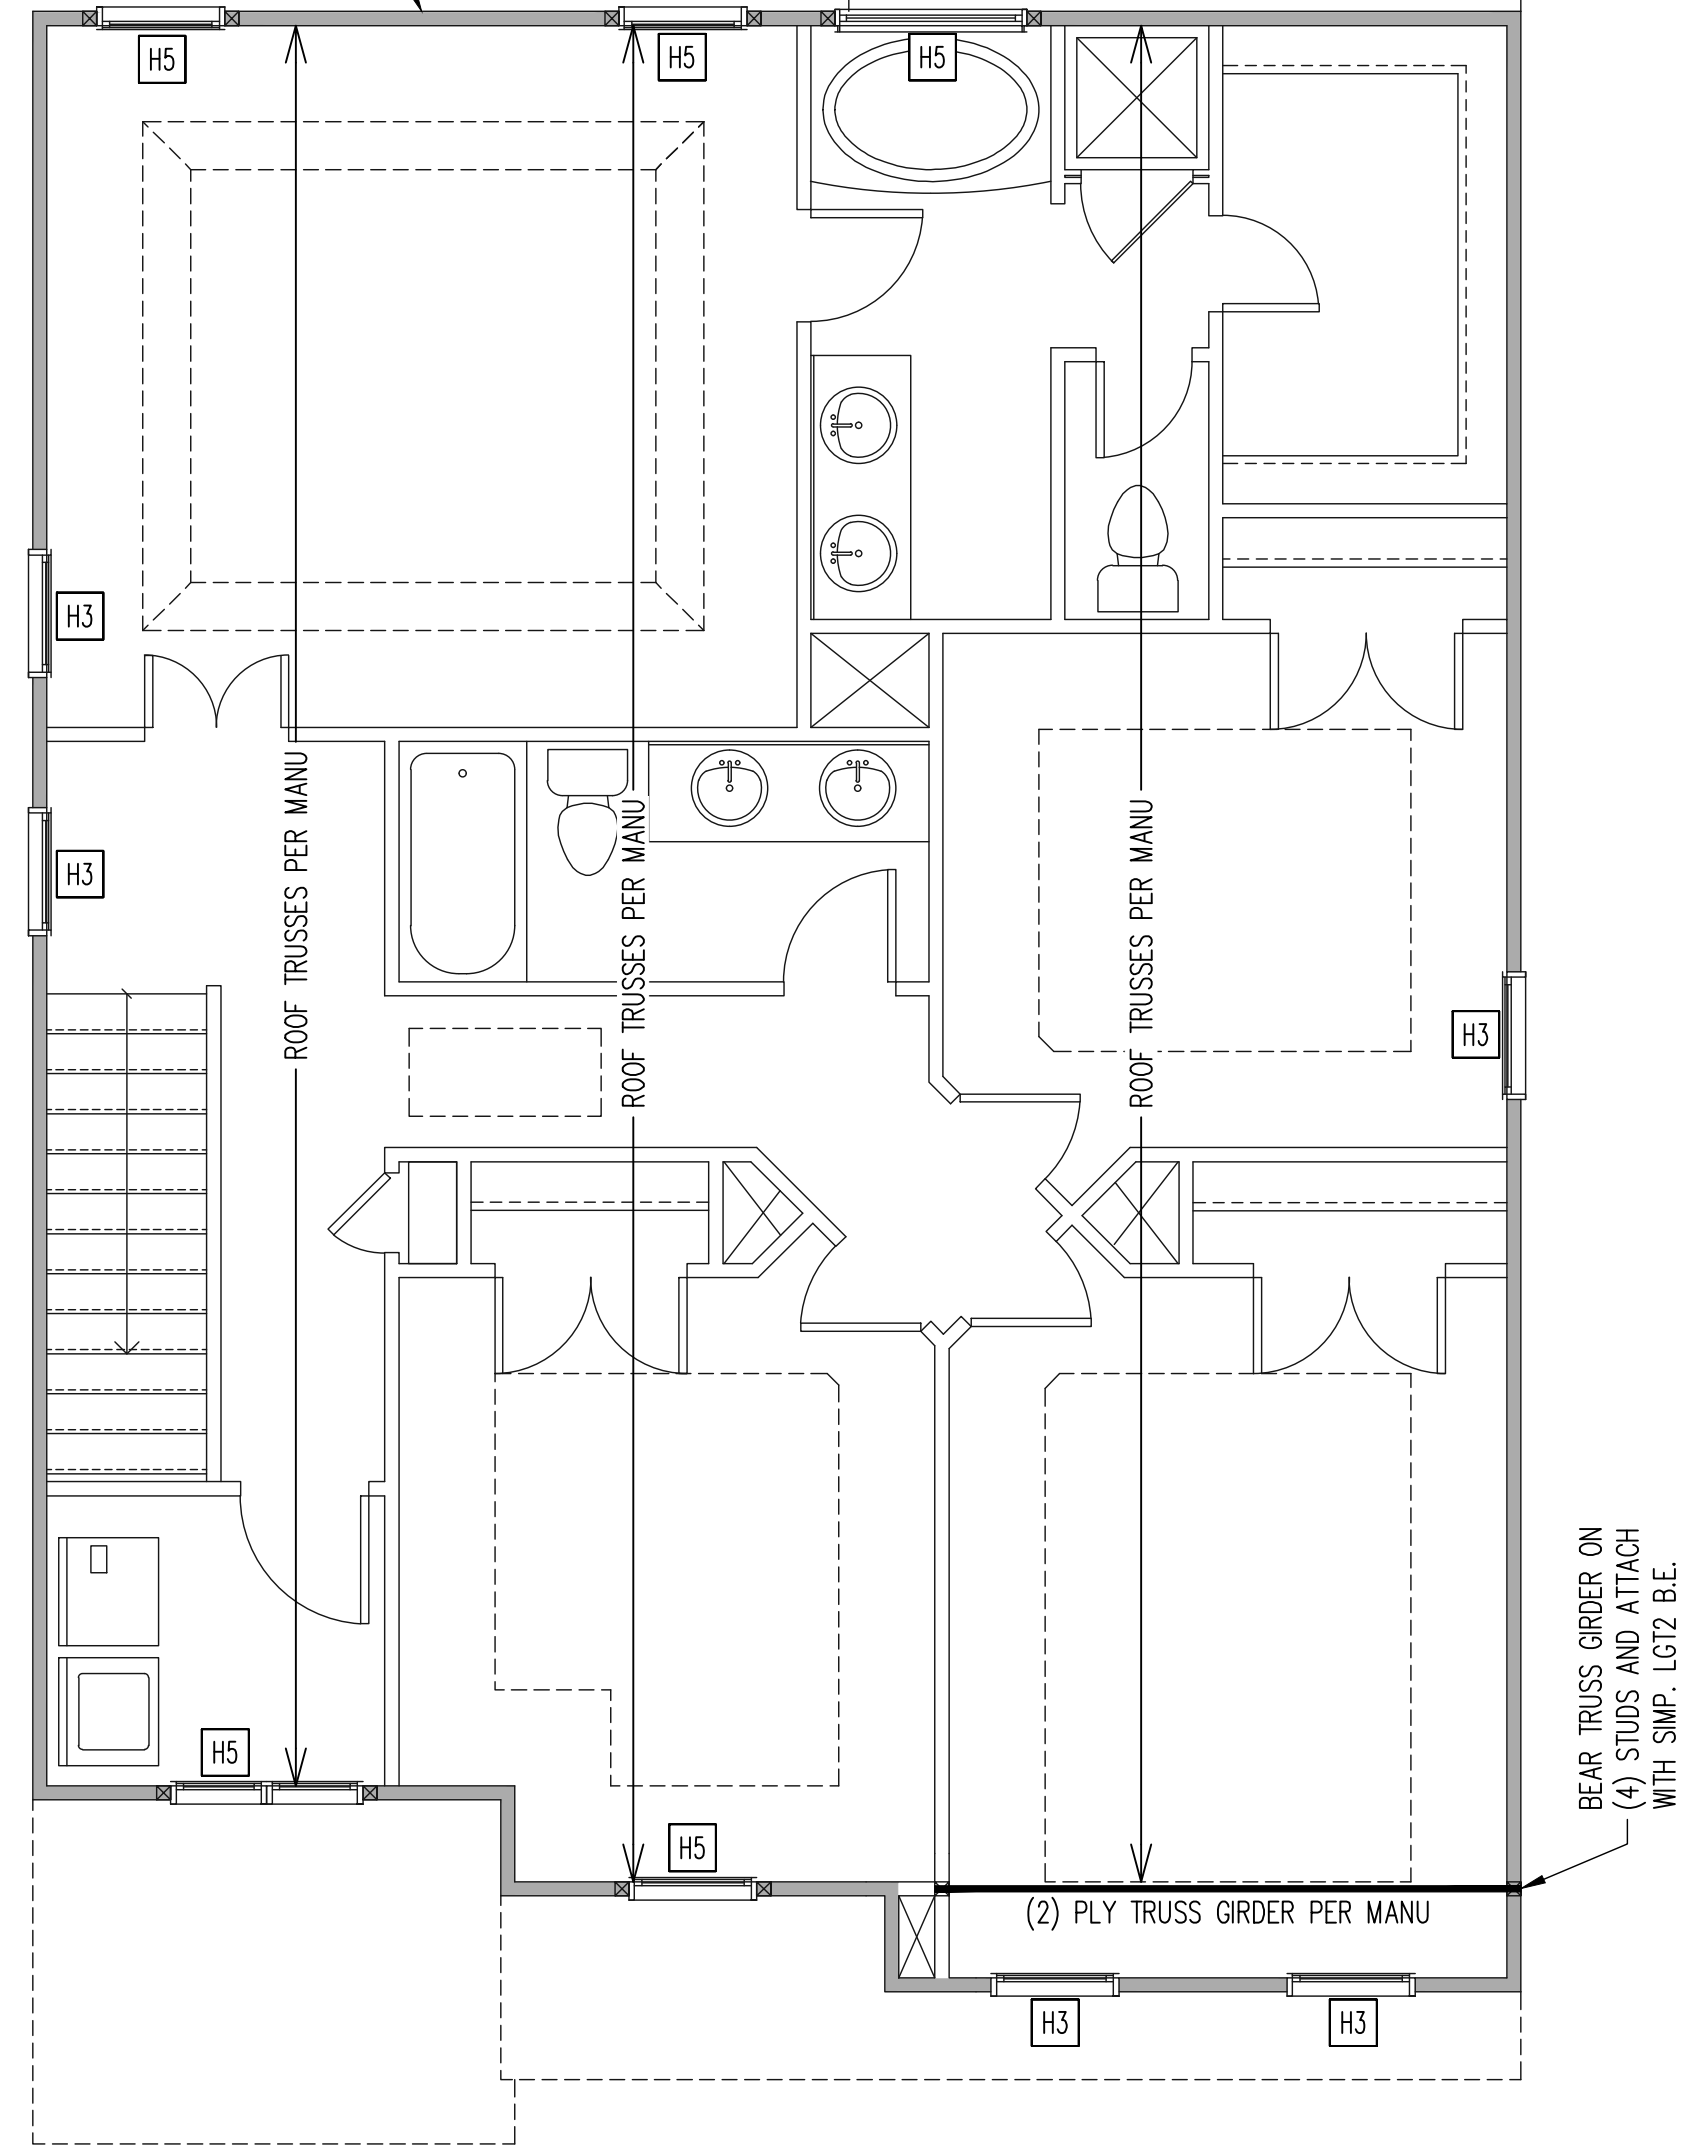 H5
H5
H5
H3
ROOF TRUSSES PER MANU
ROOF TRUSSES PER MANU
ROOF TRUSSES PER MANU
H3
H3
BEAR TRUSS GIRDER ON
(4) STUDS AND ATTACH
WITH SIMP. LGT2 B.E.
H5
H5
(2) PLY TRUSS GIRDER PER MANU
H3
H3